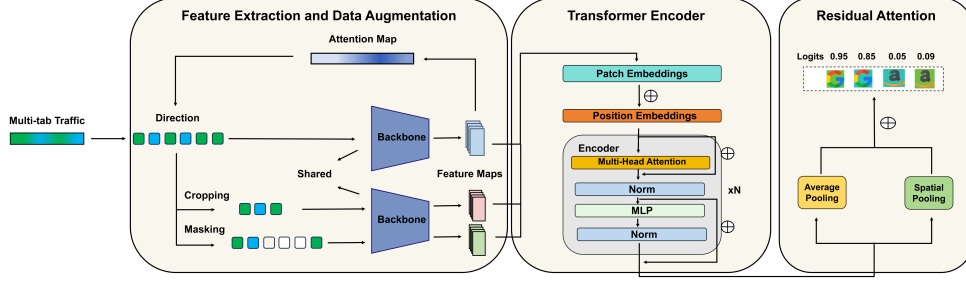 Feature Extraction and Data Augmentation
Attention Map
Multi-tab Traffic
Direction
Backbone
Shared
Feature Maps
Cropping
Backbone
Masking
Transformer Encoder
Patch Embeddings
Position Embeddings
Encoder
Multi-Head Attention
Norm
xN
MLP
Norm
Residual Attention
Logits 0.95 0.85 0.05 0.09
G G a a
Average
Pooling
Spatial
Pooling